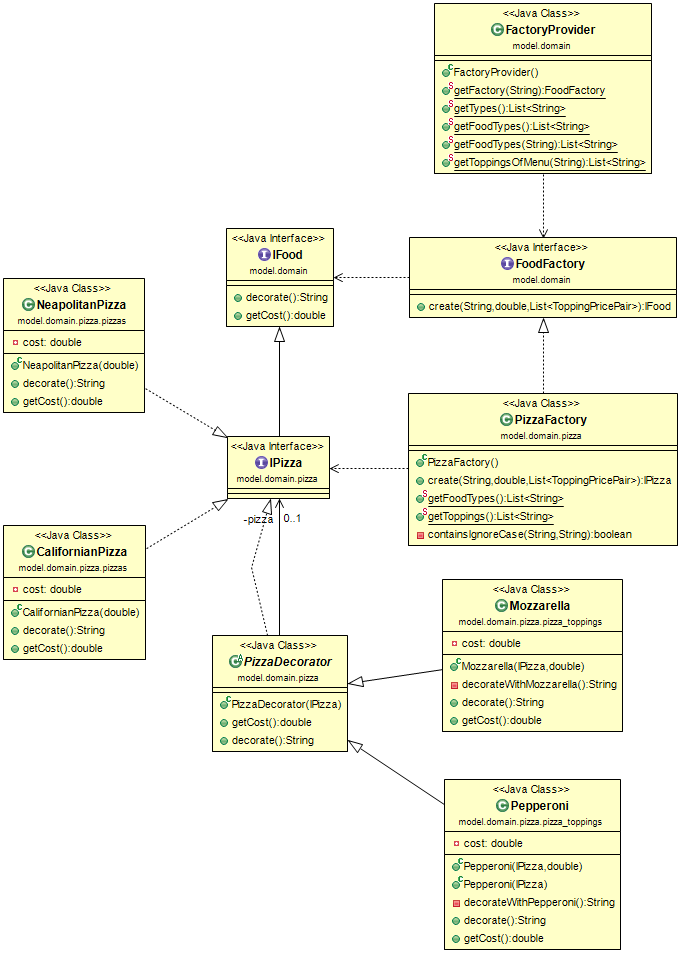 <<Java Class>>
FactoryProvider
model.domain
FactoryProvider()
getFactory(String):FoodFactory
getTypes():List<String>
getFoodTypes():List<String>
getFoodTypes(String):List<String>
getToppingsOfMenu(String):List<String>
<<Java Interface>>
IFood
model.domain
decorate():String
getCost():double
<<Java Interface>>
FoodFactory
model.domain
create(String,double,List<ToppingPricePair>):IFood
<<Java Class>>
NeapolitanPizza
model.domain.pizza.pizzas
cost: double
NeapolitanPizza(double)
decorate():String
getCost():double
<<Java Class>>
PizzaFactory
model.domain.pizza
PizzaFactory()
create(String,double,List<ToppingPricePair>):IPizza
getFoodTypes():List<String>
getToppings():List<String>
containsIgnoreCase(String,String):boolean
<<Java Interface>>
IPizza
model.domain.pizza
-pizza
0..1
<<Java Class>>
CalifornianPizza
model.domain.pizza.pizzas
cost: double
CalifornianPizza(double)
decorate():String
getCost():double
<<Java Class>>
Mozzarella
model.domain.pizza.pizza_toppings
cost: double
Mozzarella(IPizza,double)
decorateWithMozzarella():String
decorate():String
getCost():double
<<Java Class>>
PizzaDecorator
model.domain.pizza
PizzaDecorator(IPizza)
getCost():double
decorate():String
<<Java Class>>
Pepperoni
model.domain.pizza.pizza_toppings
cost: double
Pepperoni(IPizza,double)
Pepperoni(IPizza)
decorateWithPepperoni():String
decorate():String
getCost():double